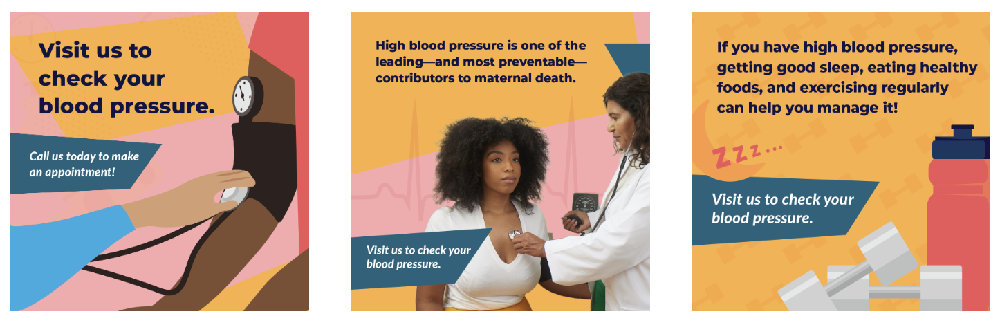 Visit us to
check your
blood pressure.
Call us today to make
an appointment!
High blood pressure is one of the
leading—and most preventable—
contributors to maternal death.
Visit us to check your
blood pressure.
If you have high blood pressure,
getting good sleep, eating healthy
foods, and exercising regularly
can help you manage it!
Z Z Z ...
Visit us to check your
blood pressure.